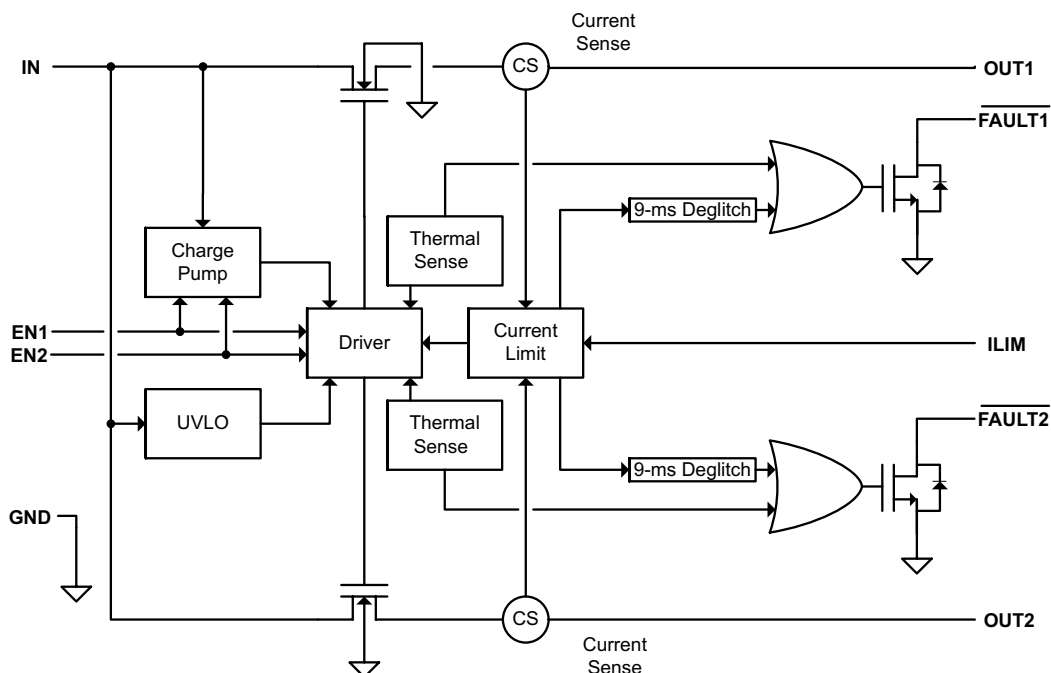 Current
Sense
IN
CS
OUT1
FAULT1
9-ms Deglitch
Thermal
Sense
Charge
Pump
EN1
EN2
Driver
Current
Limit
ILIM
UVLO
Thermal
Sense
FAULT2
9-ms Deglitch
GND
CS
OUT2
Current
Sense